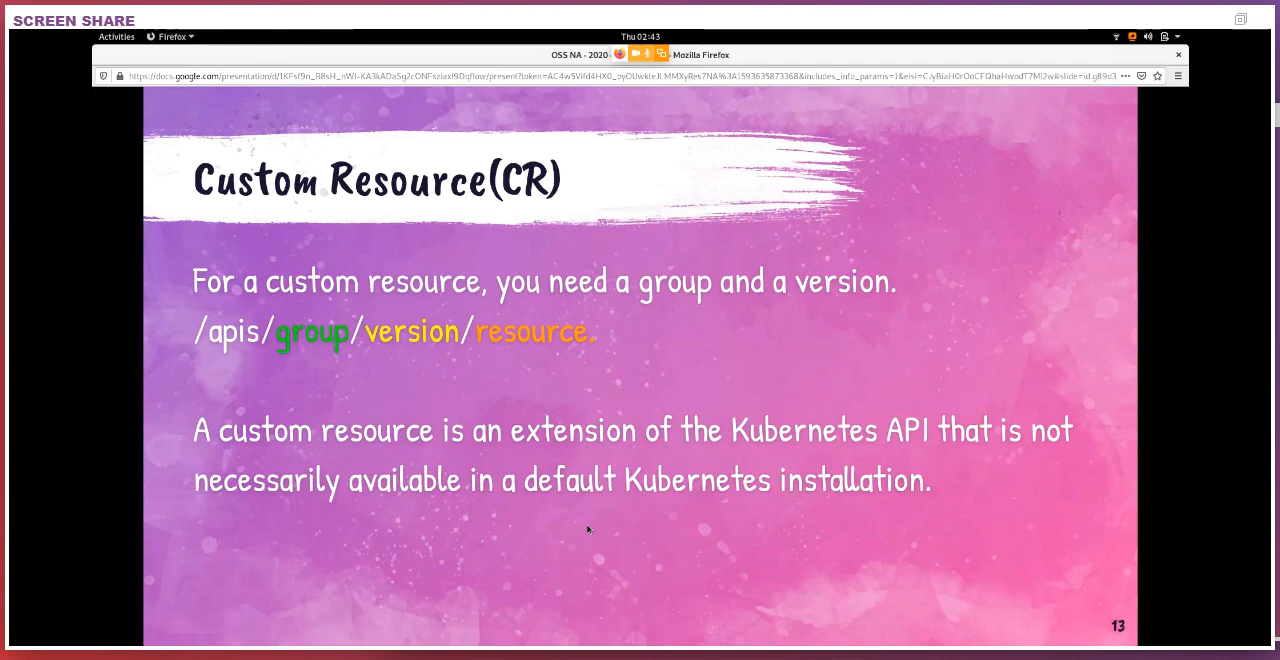 SCREEN SHARE
Activities Firefox Thu 02:43
OSS NA - 2020 - Mozilla Firefox
Custom Resource(CR)
For a custom resource, you need a group and a version.
/apis/group/version/resource.
A custom resource is an extension of the Kubernetes API that is not
necessarily available in a default Kubernetes installation.
13